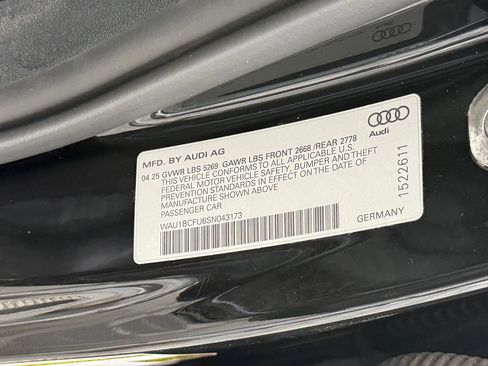 MFD. BY AUDI AG
04 25 GVWR LBS 5269 GAWR LBS FRONT 2668 /REAR 2778
THIS VEHICLE CONFORMS TO ALL APPLICABLE U.S.
FEDERAL MOTOR VEHICLE SAFETY, BUMPER AND THEFT
PREVENTION STANDARDS IN EFFECT ON THE DATE OF
MANUFACTURE SHOWN ABOVE
PASSENGER CAR
WAU1BCFU6SN043173
Audi
1522611
GERMANY